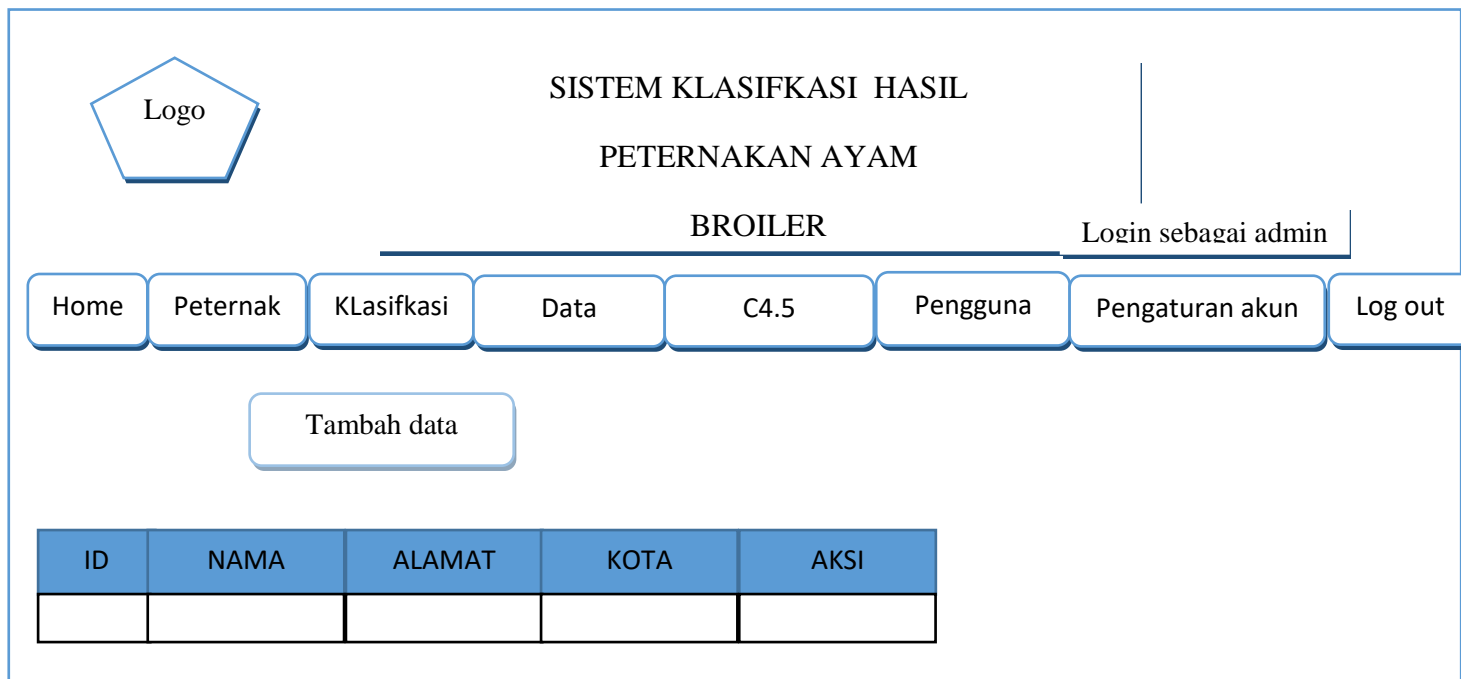 Logo
SISTEM KLASIFKASI HASIL
PETERNAKAN AYAM
BROILER
Login sebagai admin
Home Peternak KLasifkasi Data C4.5 Pengguna Pengaturan akun Log out
Tambah data
ID NAMA ALAMAT KOTA AKSI